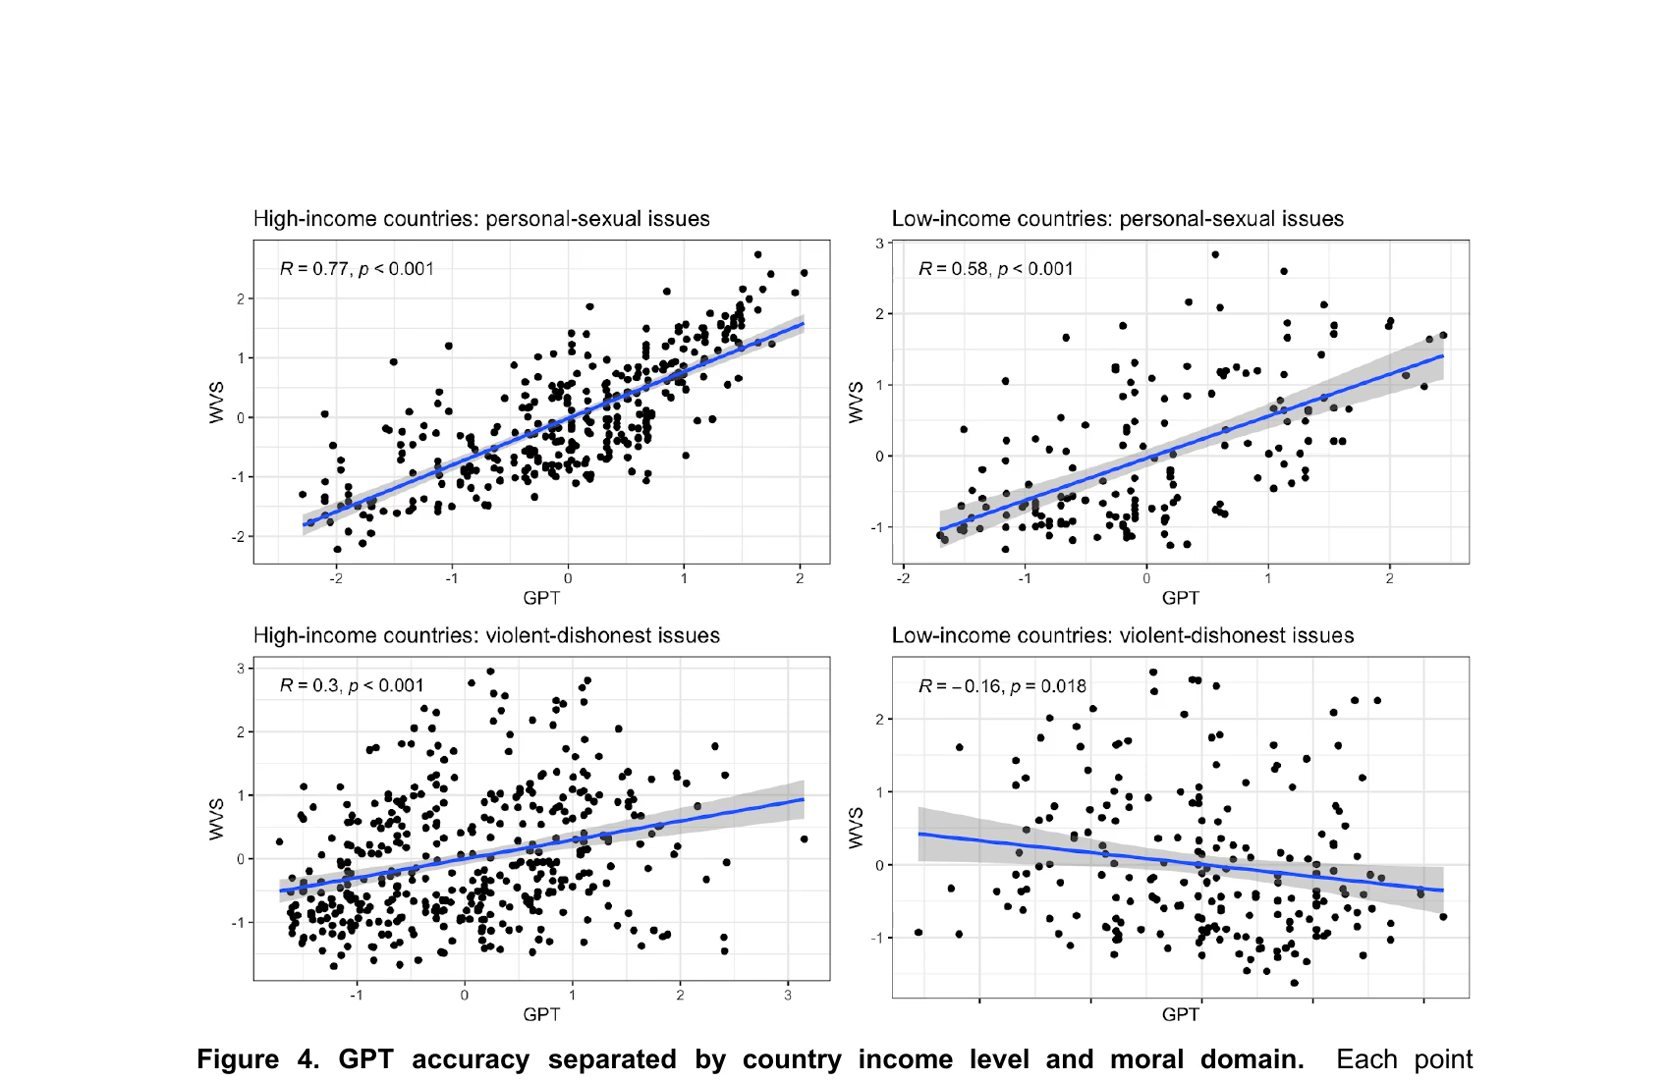 High-income countries: personal-sexual issues
R = 0.77, p < 0.001
2
1
0
-1
-2
WVS
-2 -1 0 1 2
GPT
Low-income countries: personal-sexual issues
R = 0.58, p < 0.001
3
2
1
0
-1
WVS
-2 -1 0 1 2
GPT
High-income countries: violent-dishonest issues
R = 0.3, p < 0.001
3
2
1
0
-1
WVS
-1 0 1 2 3
GPT
Low-income countries: violent-dishonest issues
R = −0.16, p = 0.018
2
1
0
-1
WVS
GPT
Figure 4. GPT accuracy separated by country income level and moral domain. Each point